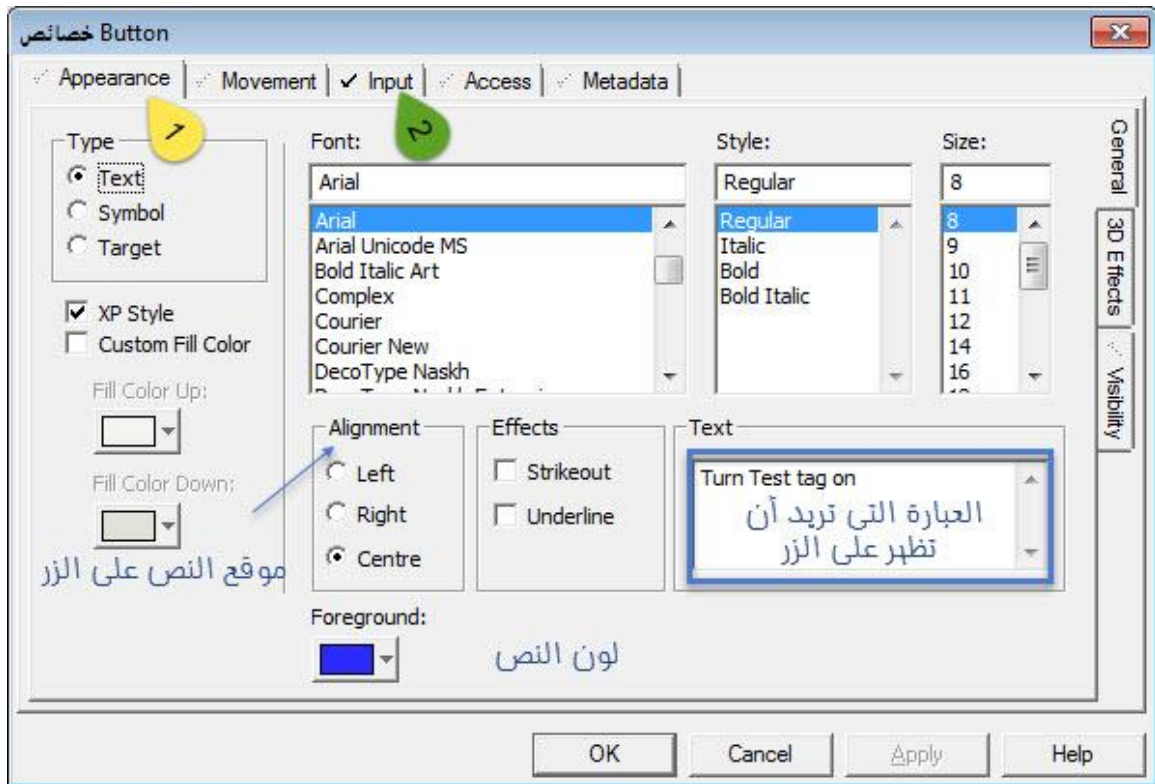 خصائص Button
Appearance
Movement
Input
Access
Metadata
1
2
General
3D Effects
Visibility
Type
Text
Symbol
Target
XP Style
Custom Fill Color
Fill Color Up:
Fill Color Down:
Font:
Arial
Arial
Arial Unicode MS
Bold Italic Art
Complex
Courier
Courier New
DecoType Naskh
Style:
Regular
Regular
Italic
Bold
Bold Italic
Size:
8
8
9
10
11
12
14
16
Alignment
Left
Right
Centre
موقع النص على الزر
Effects
Strikeout
Underline
Text
Turn Test tag on
العبارة التى تريد أن
تظهر على الزر
Foreground:
لون النص
OK
Cancel
Apply
Help